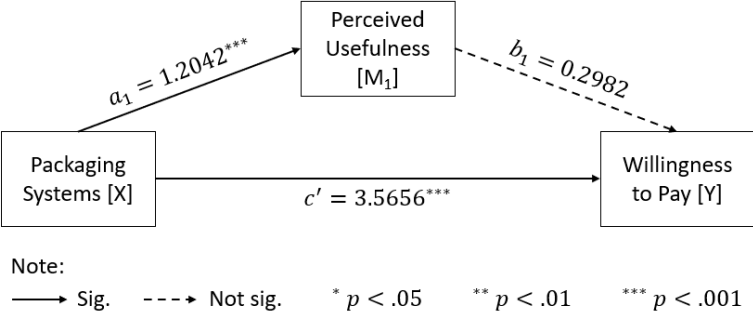 Perceived
Usefulness
[M₁]
a₁ = 1.2042***
b₁ = 0.2982
Packaging
Systems [X]
Willingness
to Pay [Y]
c′ = 3.5656***
Note:
Sig. Not sig. * p < .05 ** p < .01 *** p < .001